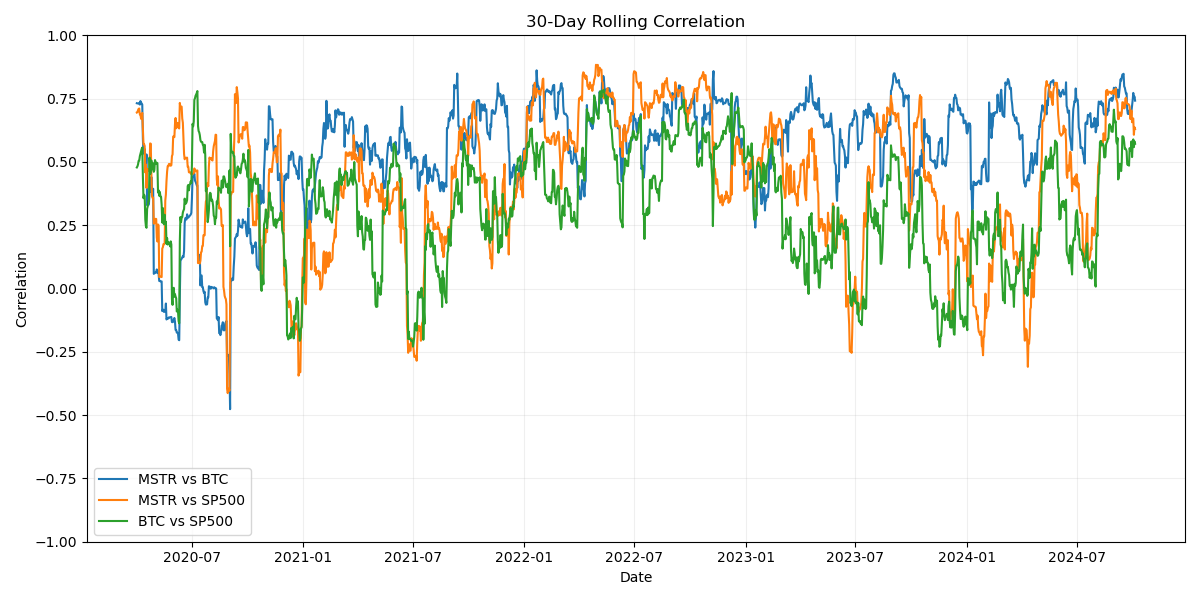 30-Day Rolling Correlation
1.00
0.75
0.50
0.25
0.00
−0.25
−0.50
−0.75
−1.00
Correlation
MSTR vs BTC
MSTR vs SP500
BTC vs SP500
2020-07 2021-01 2021-07 2022-01 2022-07 2023-01 2023-07 2024-01 2024-07
Date